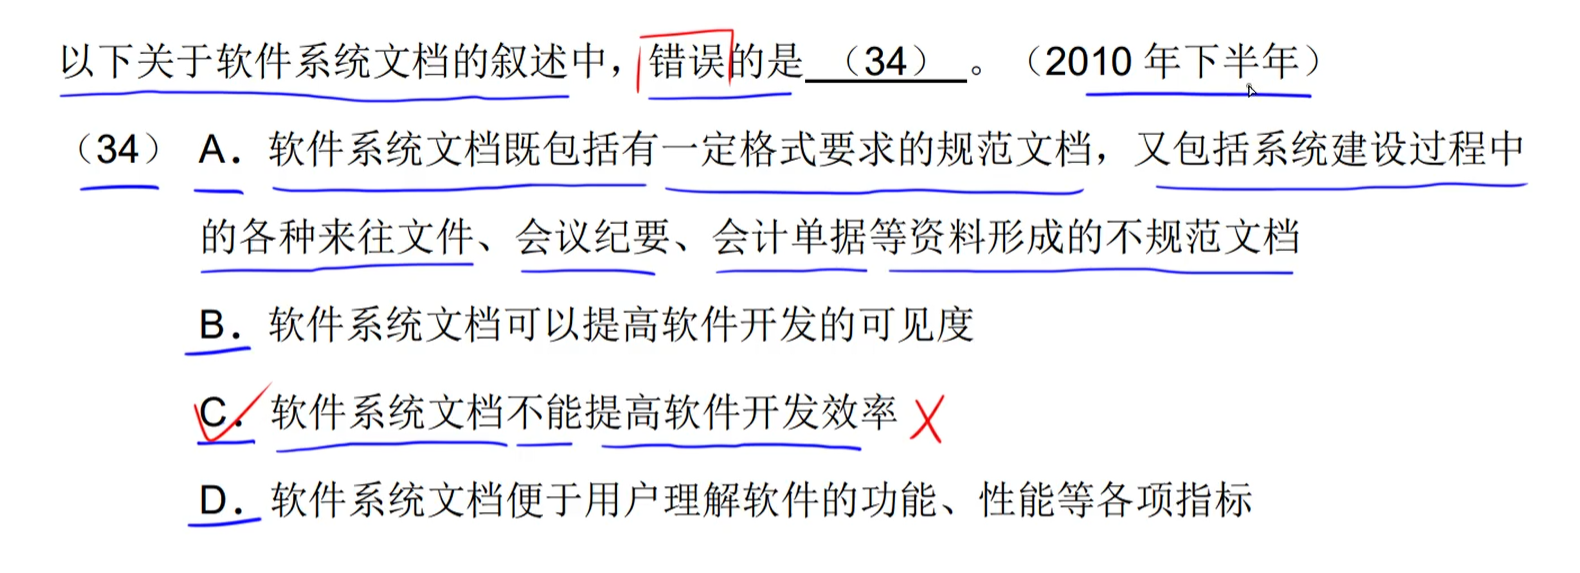 以下关于软件系统文档的叙述中，错误的是（34）。（2010 年下半年）
（34） A．软件系统文档既包括有一定格式要求的规范文档，又包括系统建设过程中
的各种来往文件、会议纪要、会计单据等资料形成的不规范文档
B．软件系统文档可以提高软件开发的可见度
C．软件系统文档不能提高软件开发效率
D．软件系统文档便于用户理解软件的功能、性能等各项指标